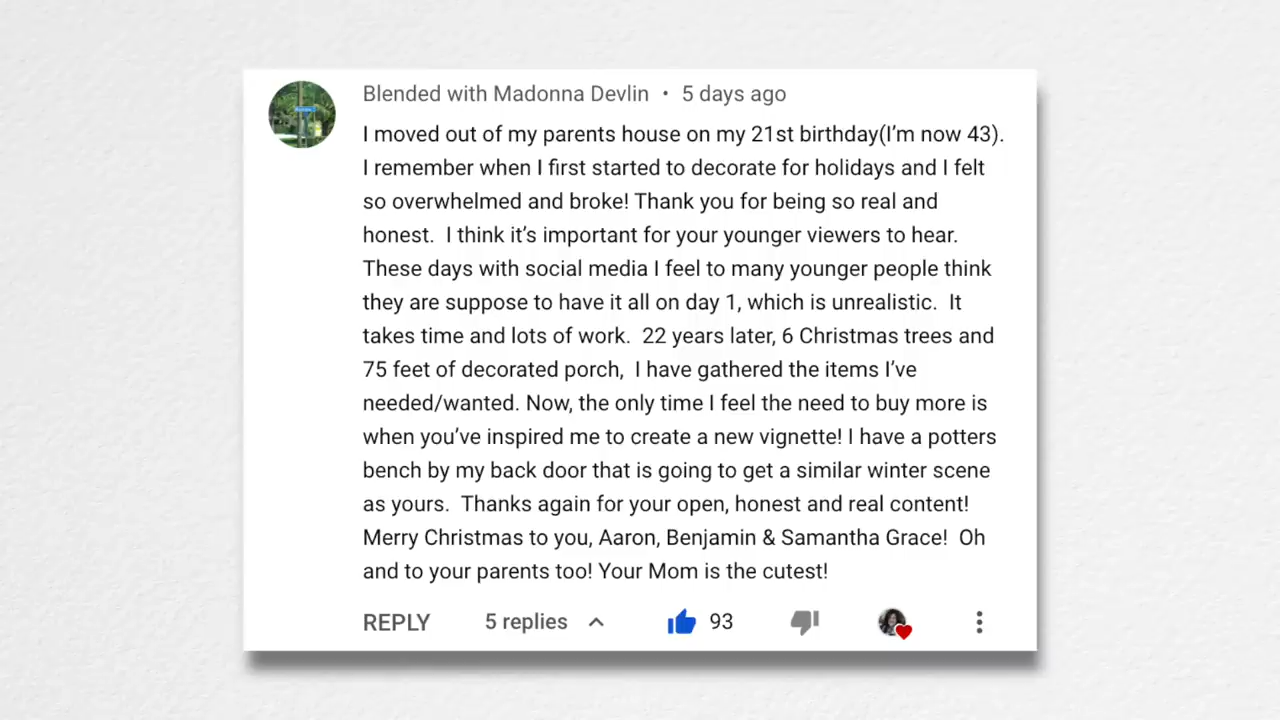 Blended with Madonna Devlin • 5 days ago
I moved out of my parents house on my 21st birthday(I’m now 43).
I remember when I first started to decorate for holidays and I felt
so overwhelmed and broke! Thank you for being so real and
honest.  I think it’s important for your younger viewers to hear.
These days with social media I feel to many younger people think
they are suppose to have it all on day 1, which is unrealistic.  It
takes time and lots of work.  22 years later, 6 Christmas trees and
75 feet of decorated porch,  I have gathered the items I’ve
needed/wanted. Now, the only time I feel the need to buy more is
when you’ve inspired me to create a new vignette! I have a potters
bench by my back door that is going to get a similar winter scene
as yours.  Thanks again for your open, honest and real content!
Merry Christmas to you, Aaron, Benjamin & Samantha Grace!  Oh
and to your parents too! Your Mom is the cutest!
REPLY 5 replies 93